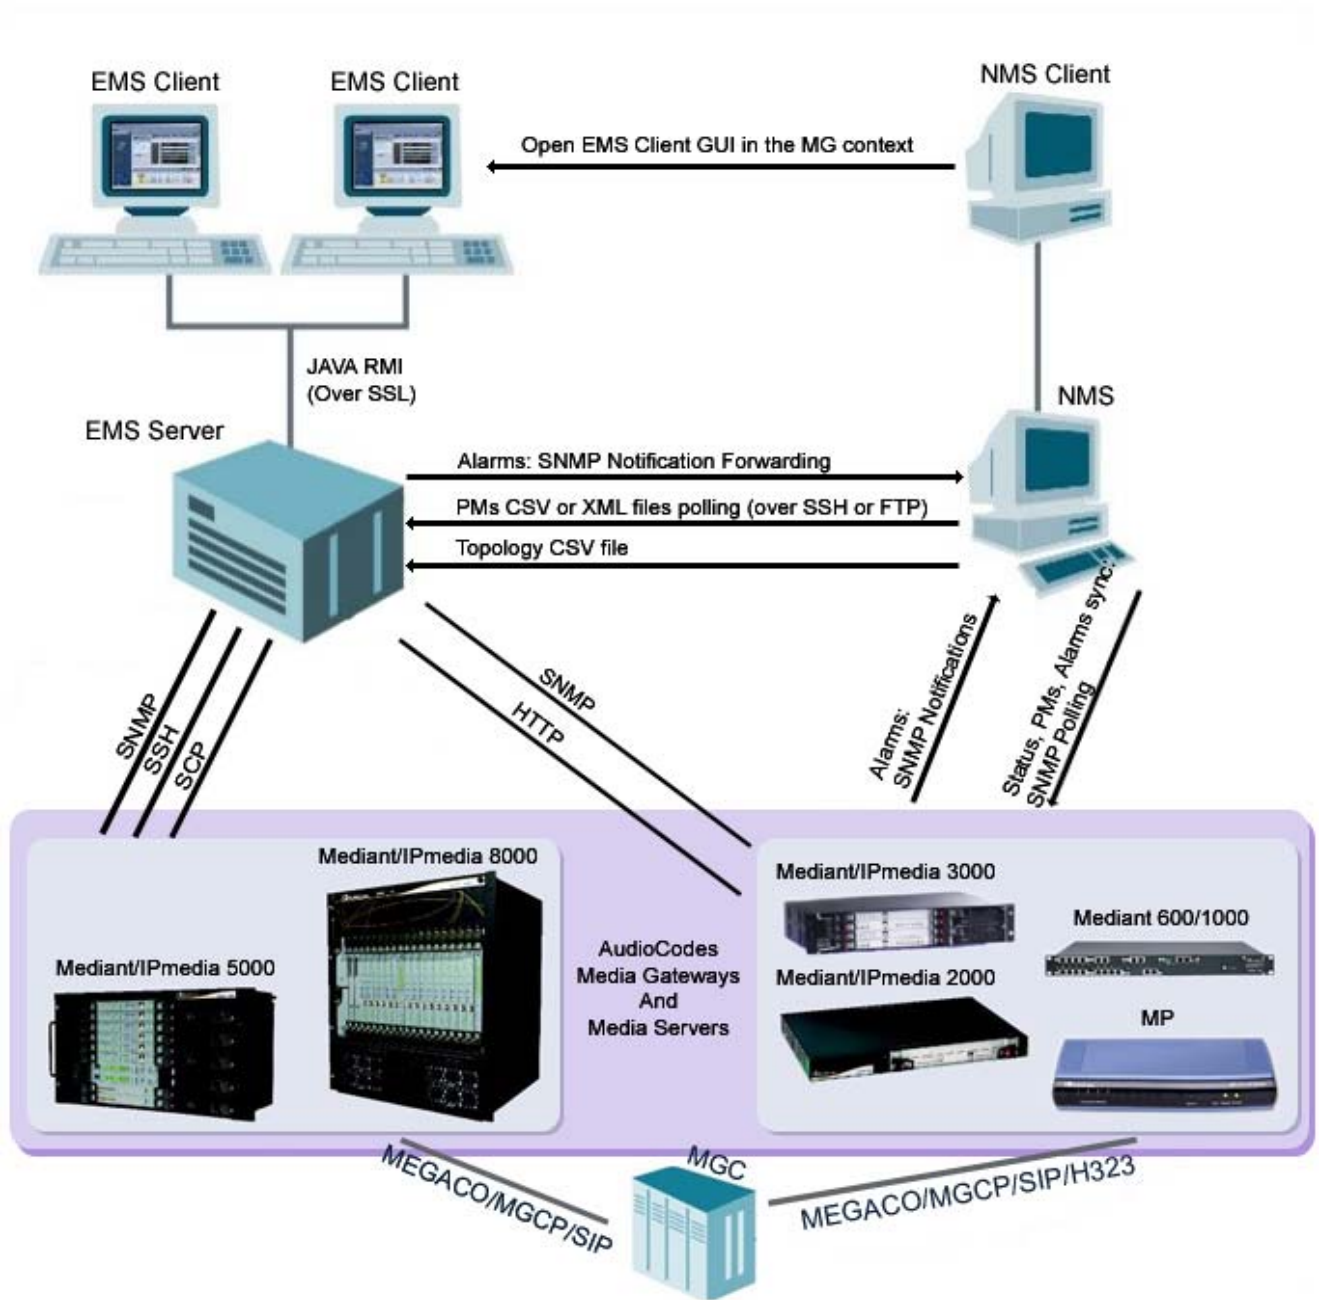 EMS Client
EMS Client
NMS Client
Open EMS Client GUI in the MG context
JAVA RMI
(Over SSL)
NMS
EMS Server
Alarms: SNMP Notification Forwarding
PMs CSV or XML files polling (over SSH or FTP)
Topology CSV file
SNMP
SSH
SCP
SNMP
HTTP
Alarms:
SNMP Notifications
Status, PMs, Alarms sync:
SNMP Polling
Mediant/IPmedia 8000
Mediant/IPmedia 5000
AudioCodes
Media Gateways
And
Media Servers
Mediant/IPmedia 3000
Mediant 600/1000
Mediant/IPmedia 2000
MP
MGC
MEGACO/MGCP/SIP
MEGACO/MGCP/SIP/H323